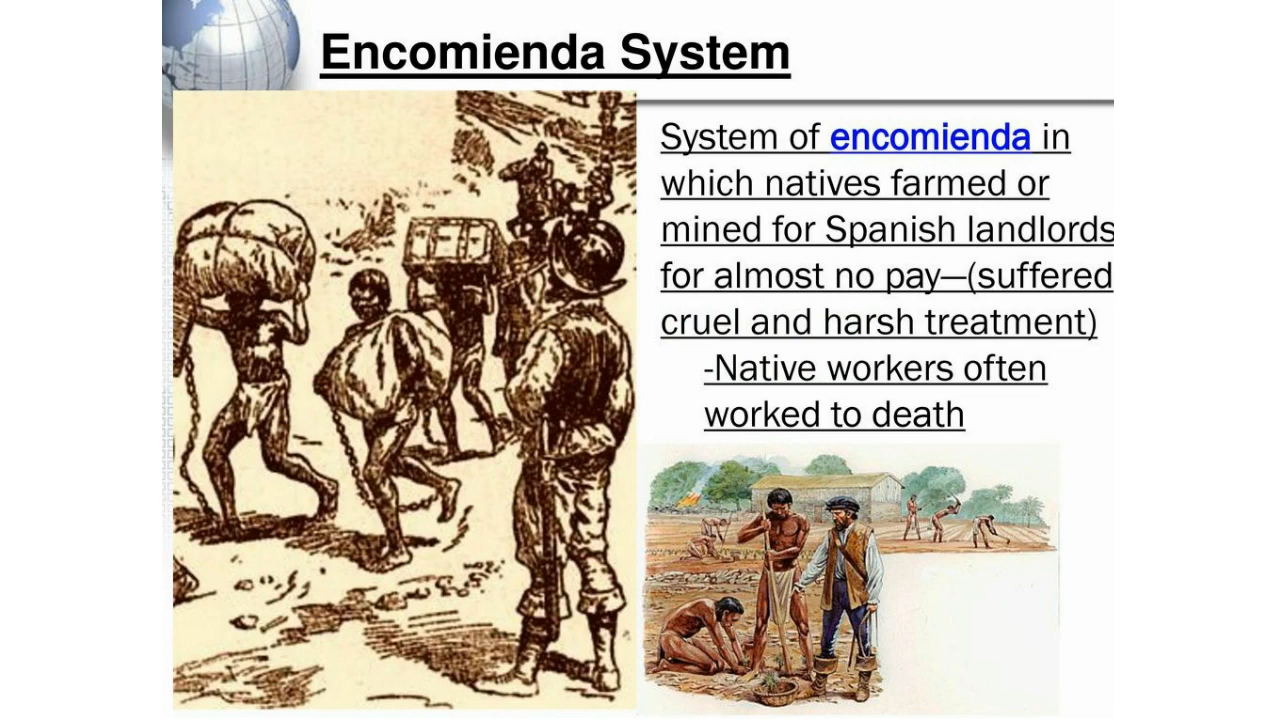 Encomienda System
System of encomienda in
which natives farmed or
mined for Spanish landlords
for almost no pay—(suffered
cruel and harsh treatment)
-Native workers often
worked to death